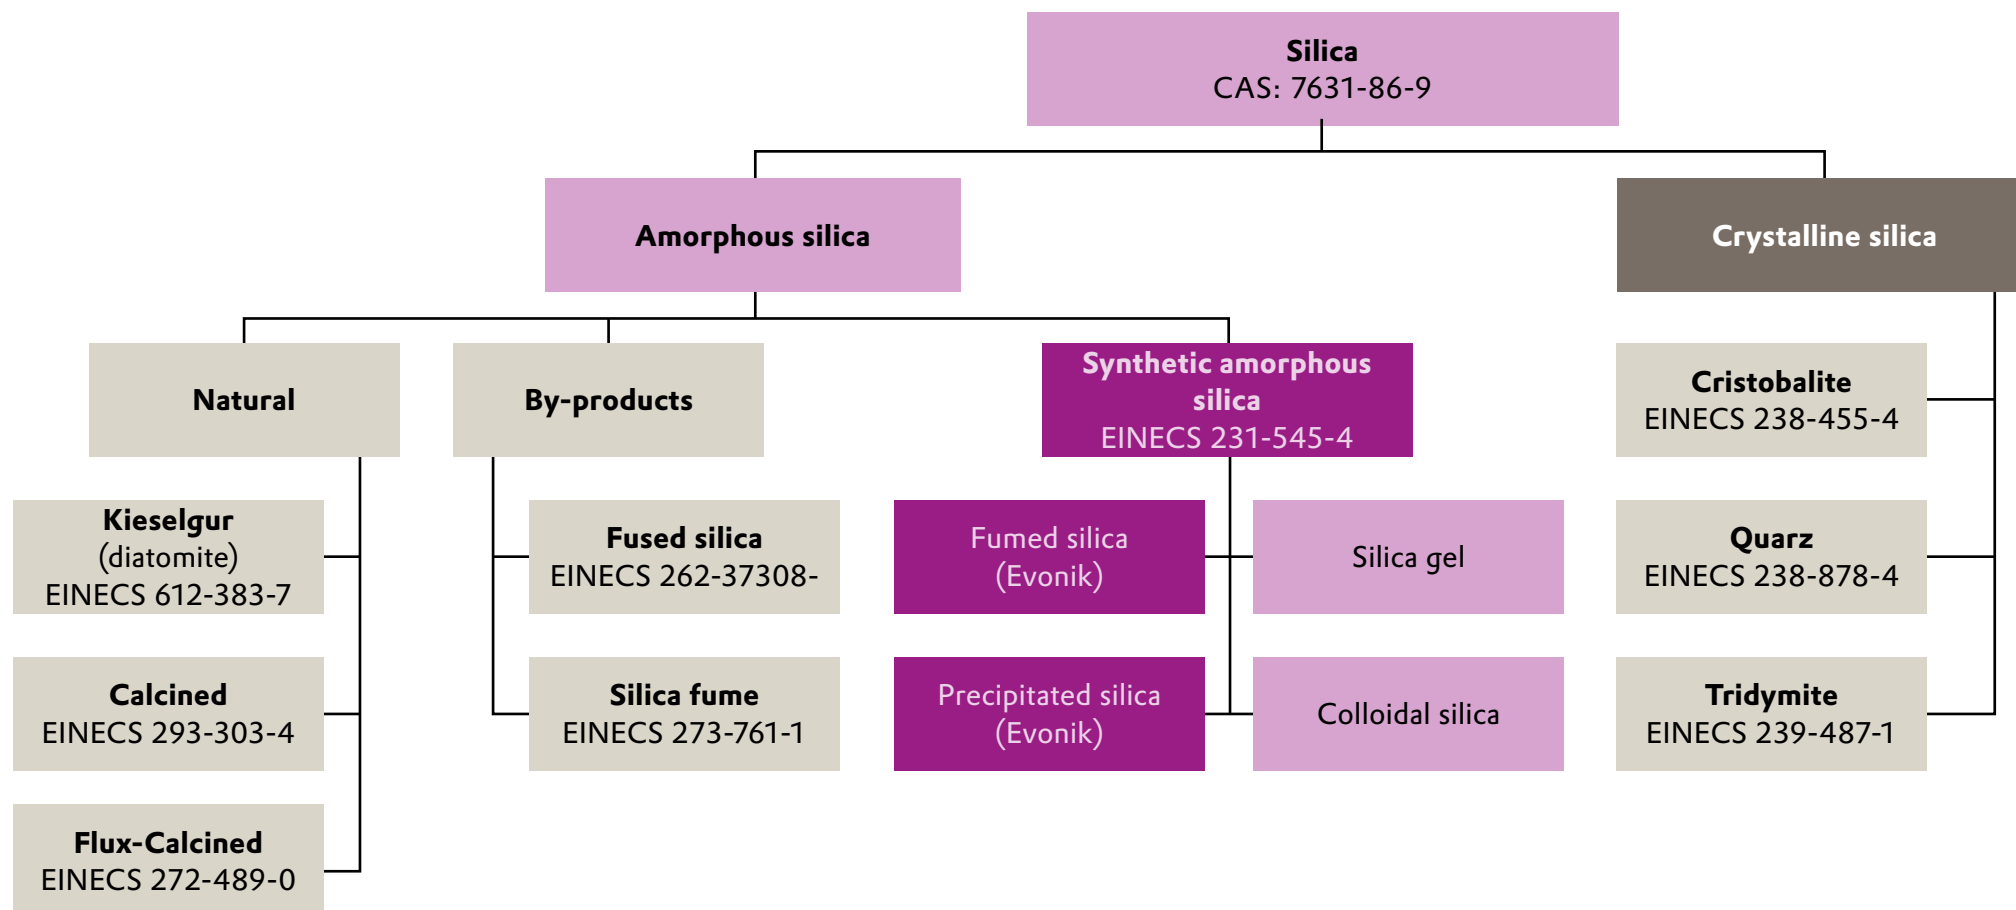 Silica
CAS: 7631-86-9
Amorphous silica
Crystalline silica
Natural
By-products
Synthetic amorphous
silica
EINECS 231-545-4
Cristobalite
EINECS 238-455-4
Kieselgur
(diatomite)
EINECS 612-383-7
Fused silica
EINECS 262-37308-
Fumed silica
(Evonik)
Silica gel
Quarz
EINECS 238-878-4
Calcined
EINECS 293-303-4
Silica fume
EINECS 273-761-1
Precipitated silica
(Evonik)
Colloidal silica
Tridymite
EINECS 239-487-1
Flux-Calcined
EINECS 272-489-0